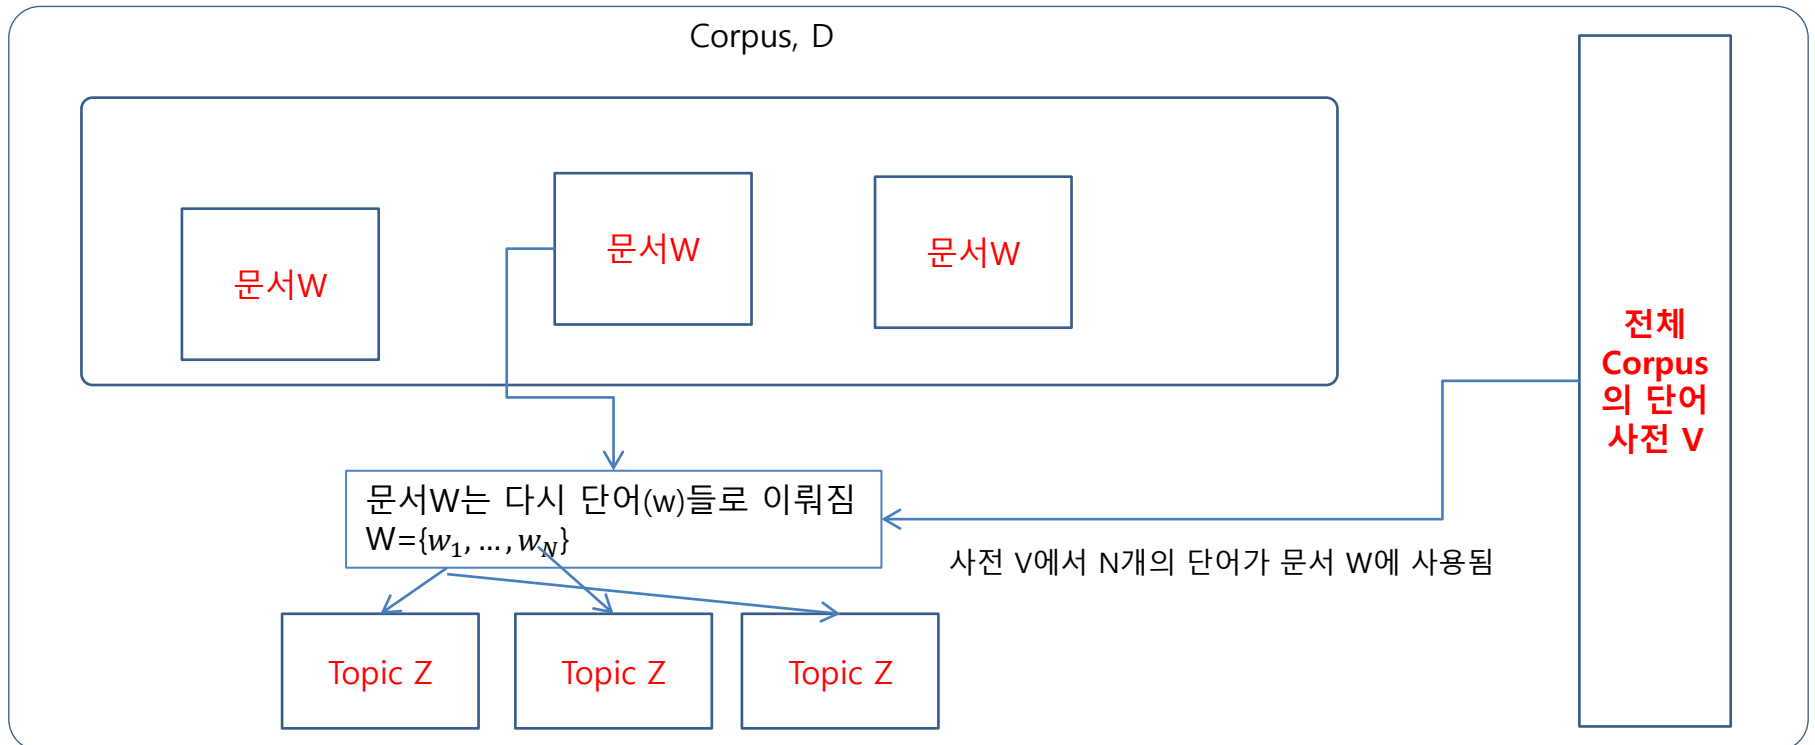 Corpus, D
문서W
문서W
문서W
전체
Corpus
의 단어
사전 V
문서W는 다시 단어(w)들로 이뤄짐
W={w₁, ... , w_N}
사전 V에서 N개의 단어가 문서 W에 사용됨
Topic Z
Topic Z
Topic Z